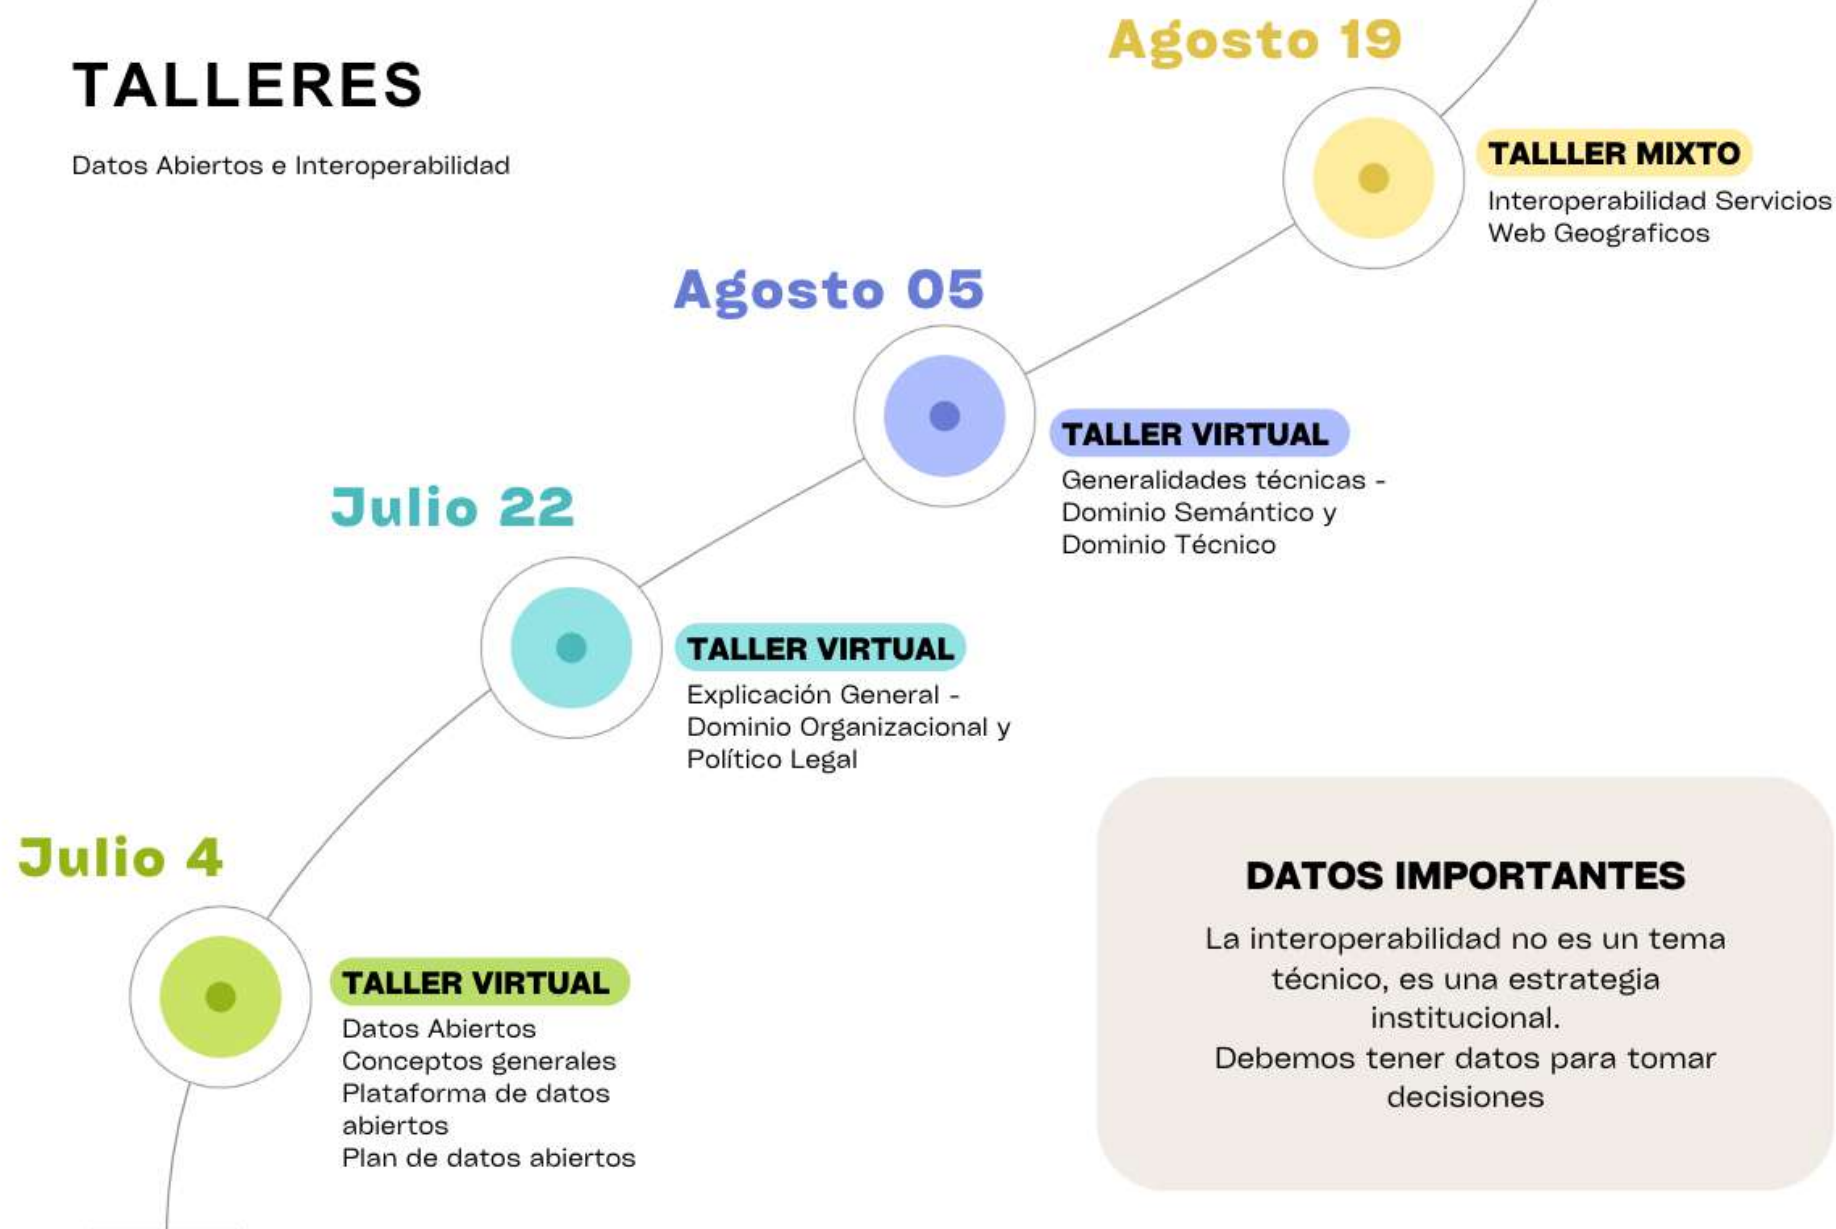 TALLERES
Datos Abiertos e Interoperabilidad
Agosto 19
TALLLER MIXTO
Interoperabilidad Servicios
Web Geograficos
Agosto 05
TALLER VIRTUAL
Generalidades técnicas -
Dominio Semántico y
Dominio Técnico
Julio 22
TALLER VIRTUAL
Explicación General -
Dominio Organizacional y
Político Legal
Julio 4
TALLER VIRTUAL
Datos Abiertos
Conceptos generales
Plataforma de datos
abiertos
Plan de datos abiertos
DATOS IMPORTANTES
La interoperabilidad no es un tema
técnico, es una estrategia
institucional.
Debemos tener datos para tomar
decisiones